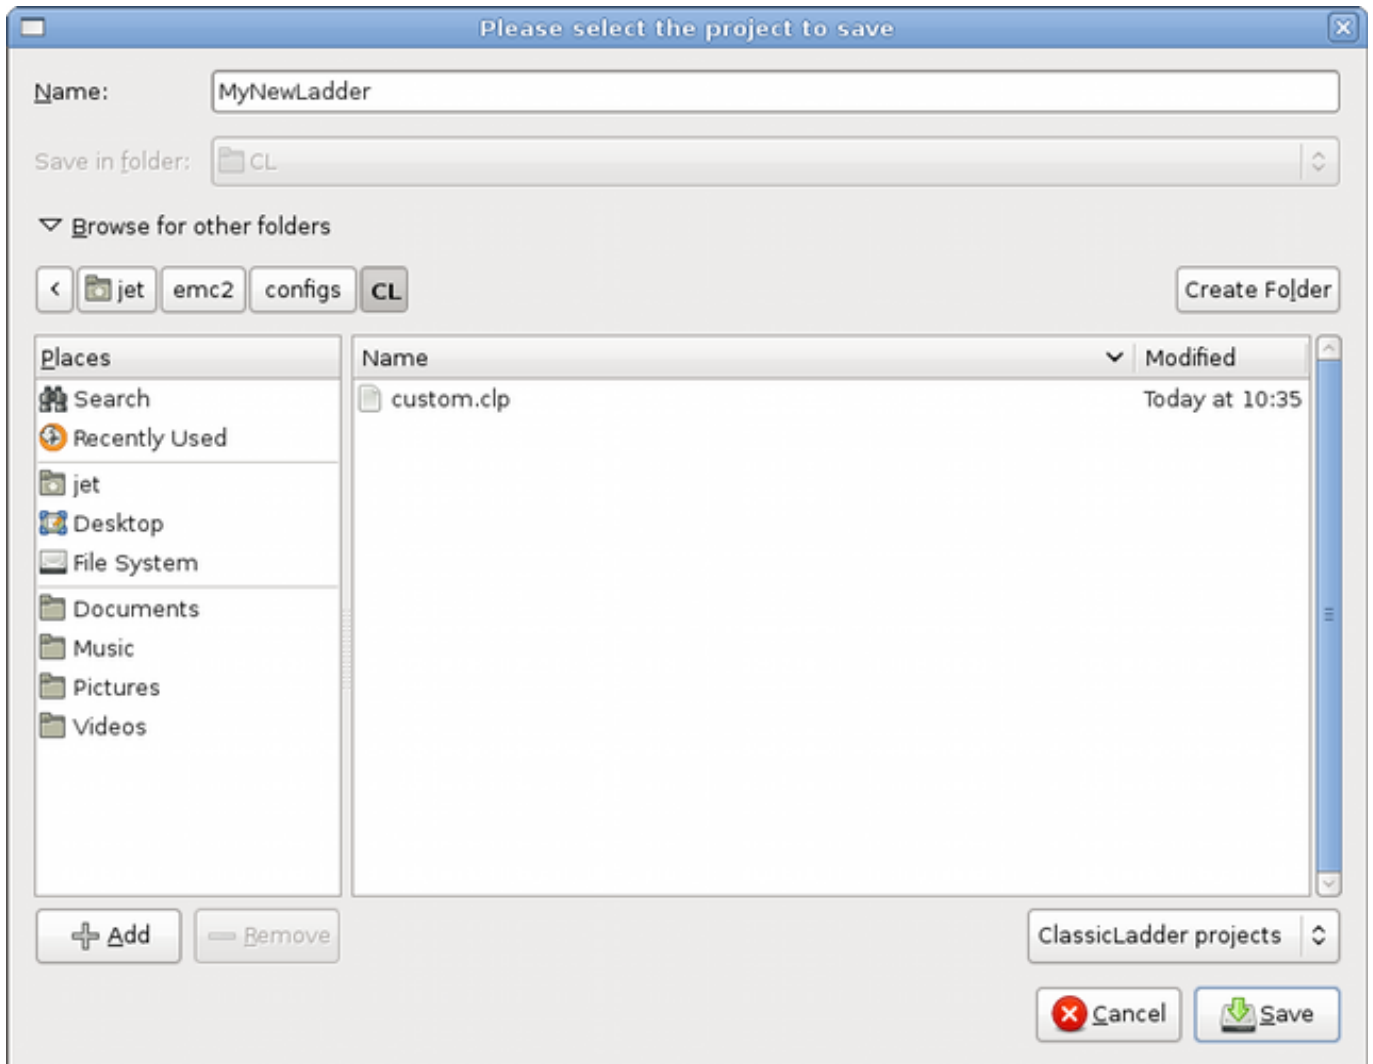 Please select the project to save
Name: MyNewLadder
Save in folder: CL
Browse for other folders
< jet emc2 configs CL Create Folder
Places Name Modified
Search custom.clp Today at 10:35
Recently Used
jet
Desktop
File System
Documents
Music
Pictures
Videos
Add Remove ClassicLadder projects
Cancel Save